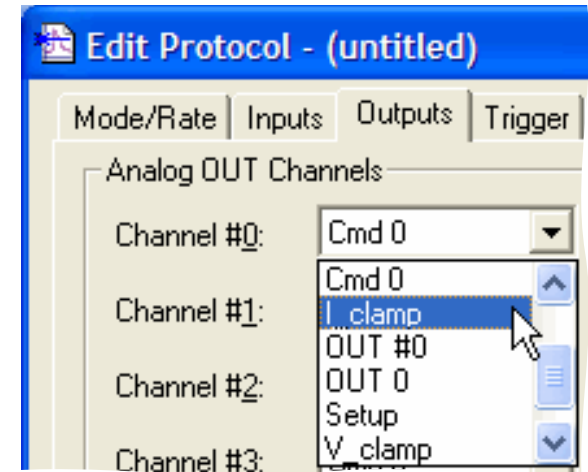 Edit Protocol - (untitled)
Mode/Rate Inputs Outputs Trigger
Analog OUT Channels
Channel #0: Cmd 0
Cmd 0
Channel #1: I_clamp
OUT #0
Channel #2: OUT 0
Setup
Channel #3: V_clamp